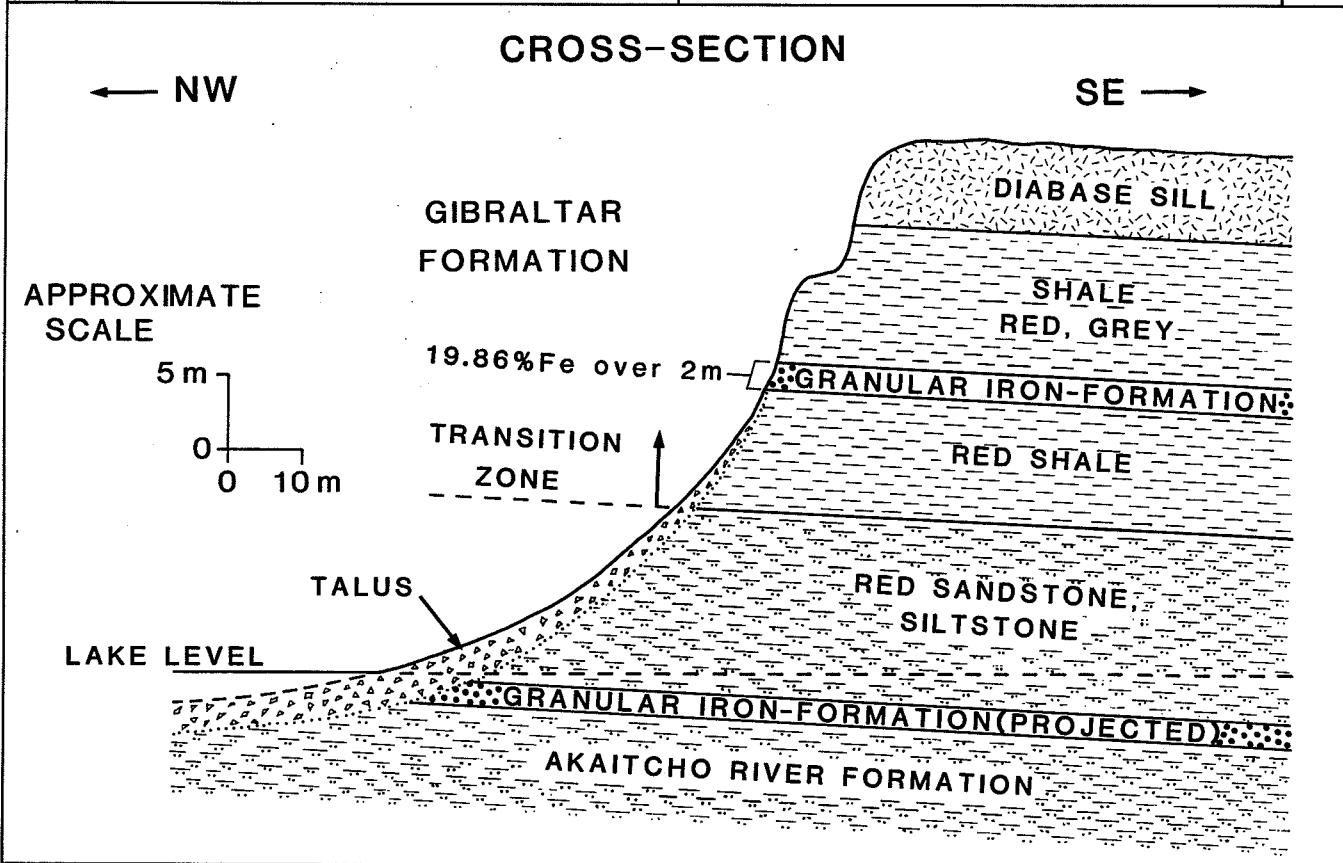 CROSS-SECTION
← NW
SE →
DIABASE SILL
GIBRALTAR
FORMATION
APPROXIMATE
SCALE
SHALE
RED, GREY
19.86%Fe over 2m
5 m
GRANULAR IRON-FORMATION
TRANSITION
ZONE
0
0 10 m
RED SHALE
TALUS
RED SANDSTONE,
SILTSTONE
LAKE LEVEL
GRANULAR IRON-FORMATION(PROJECTED)
AKAITCHO RIVER FORMATION